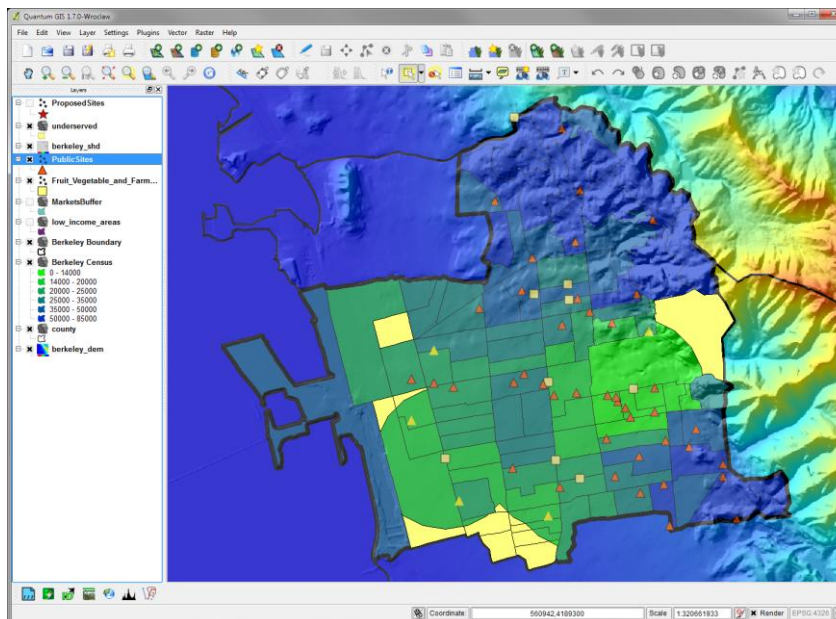 Quantum GIS 1.7.0-Wroclaw
File Edit View Layer Settings Plugins Vector Raster Help
Layers
ProposedSites
underserved
berkeley_shd
PublicSites
Fruit_Vegetable_and_Farm...
MarketsBuffer
low_income_areas
Berkeley Boundary
Berkeley Census
0 - 14000
14000 - 20000
20000 - 25000
25000 - 35000
35000 - 50000
50000 - 85000
county
berkeley_dem
Coordinate: 560942,4189300 Scale 1:320661933 Render EPSG:4326